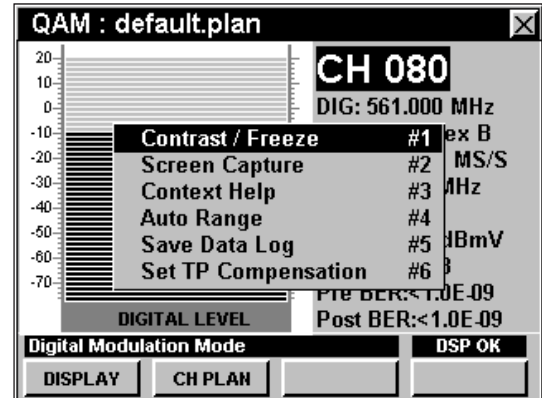 QAM : default.plan
20
10
0
-10
-20
-30
-40
-50
-60
-70
DIGITAL LEVEL
CH 080
DIG: 561.000 MHz
ex B
MS/S
MHz
dBmV
Pre BER:<1.0E-09
Post BER:<1.0E-09
Contrast / Freeze #1
Screen Capture #2
Context Help #3
Auto Range #4
Save Data Log #5
Set TP Compensation #6
Digital Modulation Mode
DSP OK
DISPLAY
CH PLAN